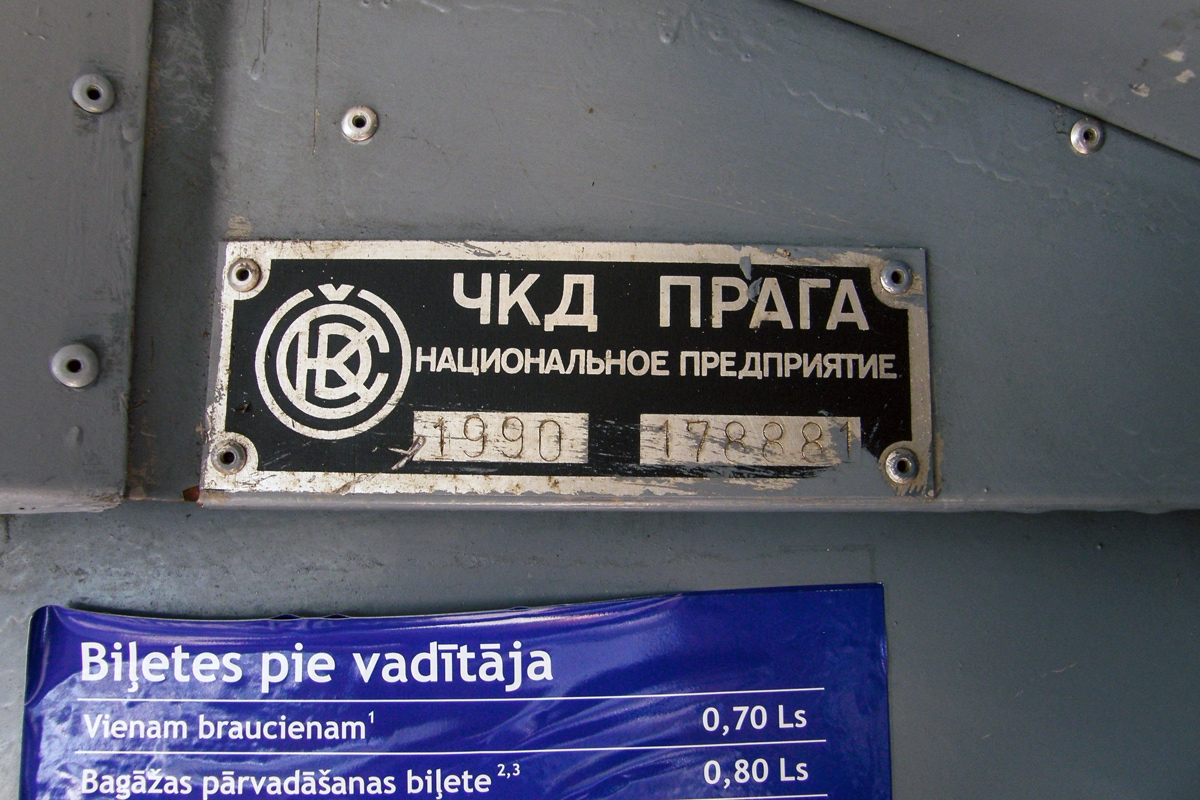 ЧКД ПРАГА
ČKD
НАЦИОНАЛЬНОЕ ПРЕДПРИЯТИЕ
1990 178881
Biļetes pie vadītāja
Vienam braucienam¹ 0,70 Ls
Bagāžas pārvadāšanas biļete²,³ 0,80 Ls